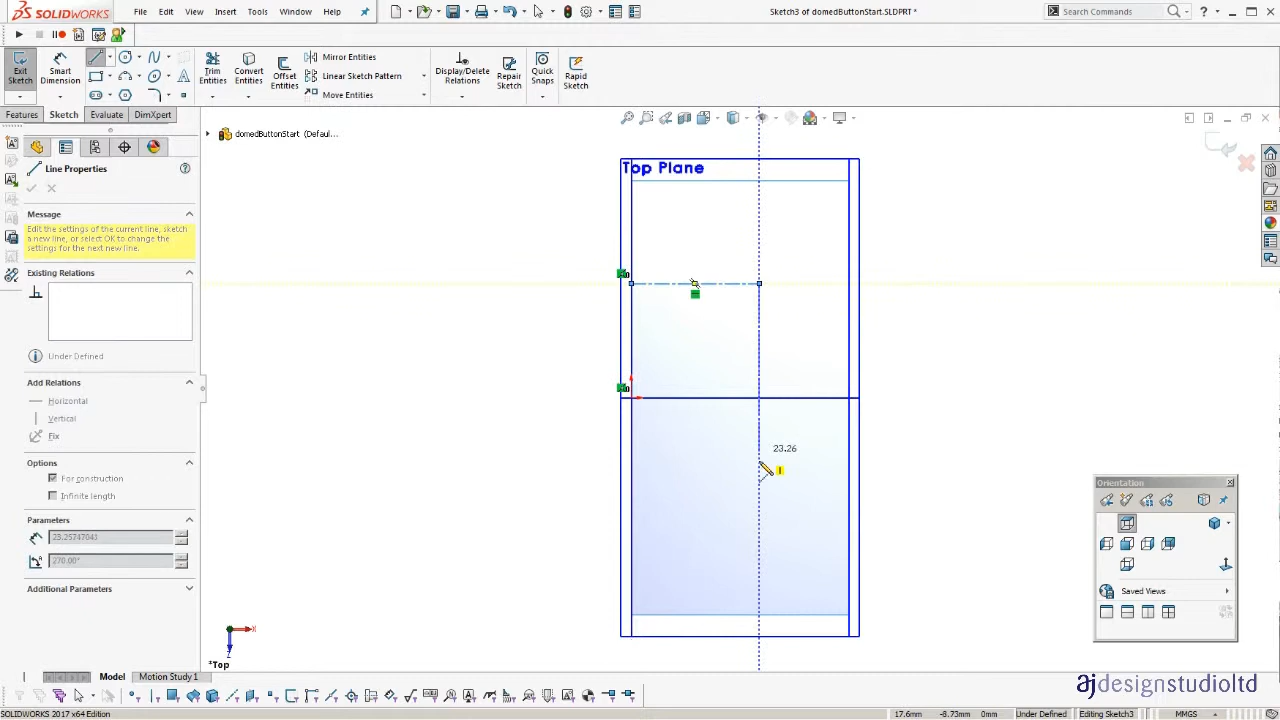 SOLIDWORKS
File
Edit
View
Insert
Tools
Window
Help
Sketch3 of domedButtonStart.SLDPRT *
Search Commands
Exit Sketch
Smart Dimension
Trim Entities
Convert Entities
Offset Entities
Mirror Entities
Linear Sketch Pattern
Move Entities
Display/Delete Relations
Repair Sketch
Quick Snaps
Rapid Sketch
Features
Sketch
Evaluate
DimXpert
domedButtonStart (Defaul...
Line Properties
Message
Edit the settings of the current line, sketch
a new line, or select OK to change the
settings for the next new line.
Existing Relations
Under Defined
Add Relations
Horizontal
Vertical
Fix
Options
For construction
Infinite length
Parameters
23.25747043
270.00°
Additional Parameters
Top Plane
23.26
Orientation
Saved Views
X
Z
*Top
Model
Motion Study 1
ajdesignstudioltd
SOLIDWORKS 2017 x64 Edition
17.6mm
-8.73mm
0mm
Under Defined
Editing Sketch3
MMGS